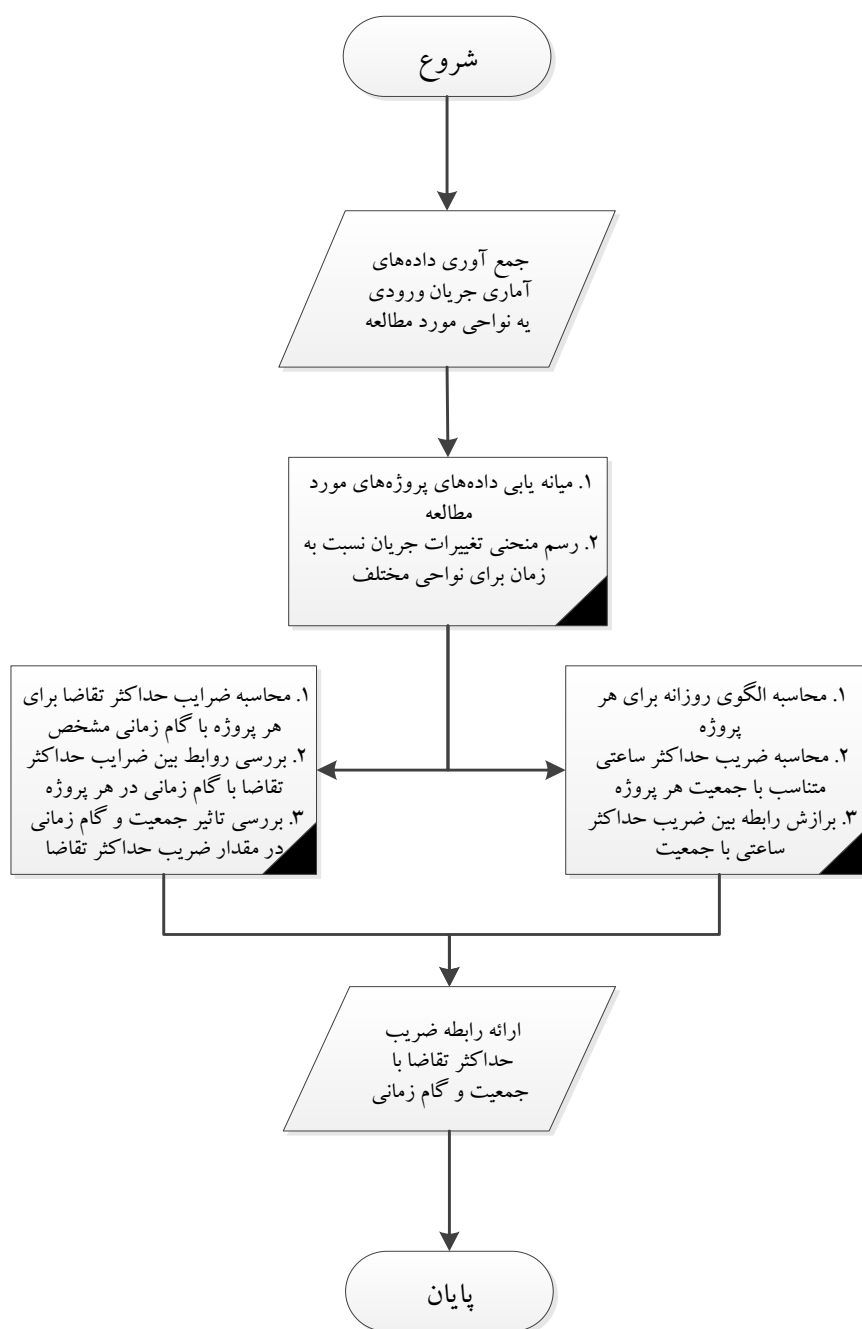 شروع
جمع آوری داده‌های
آماری جریان ورودی
یه نواحی مورد مطالعه
۱. میانه یابی داده‌های پروژه‌های مورد
مطالعه
۲. رسم منحنی تغییرات جریان نسبت به
زمان برای نواحی مختلف
۱. محاسبه الگوی روزانه برای هر
پروژه
۲. محاسبه ضریب حداکثر ساعتی
متناسب با جمعیت هر پروژه
۳. برازش رابطه بین ضریب حداکثر
ساعتی با جمعیت
۱. محاسبه ضرایب حداکثر تقاضا برای
هر پروژه با گام زمانی مشخص
۲. بررسی روابط بین ضرایب حداکثر
تقاضا با گام زمانی در هر پروژه
۳. بررسی تاثیر جمعیت و گام زمانی
در مقدار ضریب حداکثر تقاضا
ارائه رابطه ضریب
حداکثر تقاضا با
جمعیت و گام زمانی
پایان